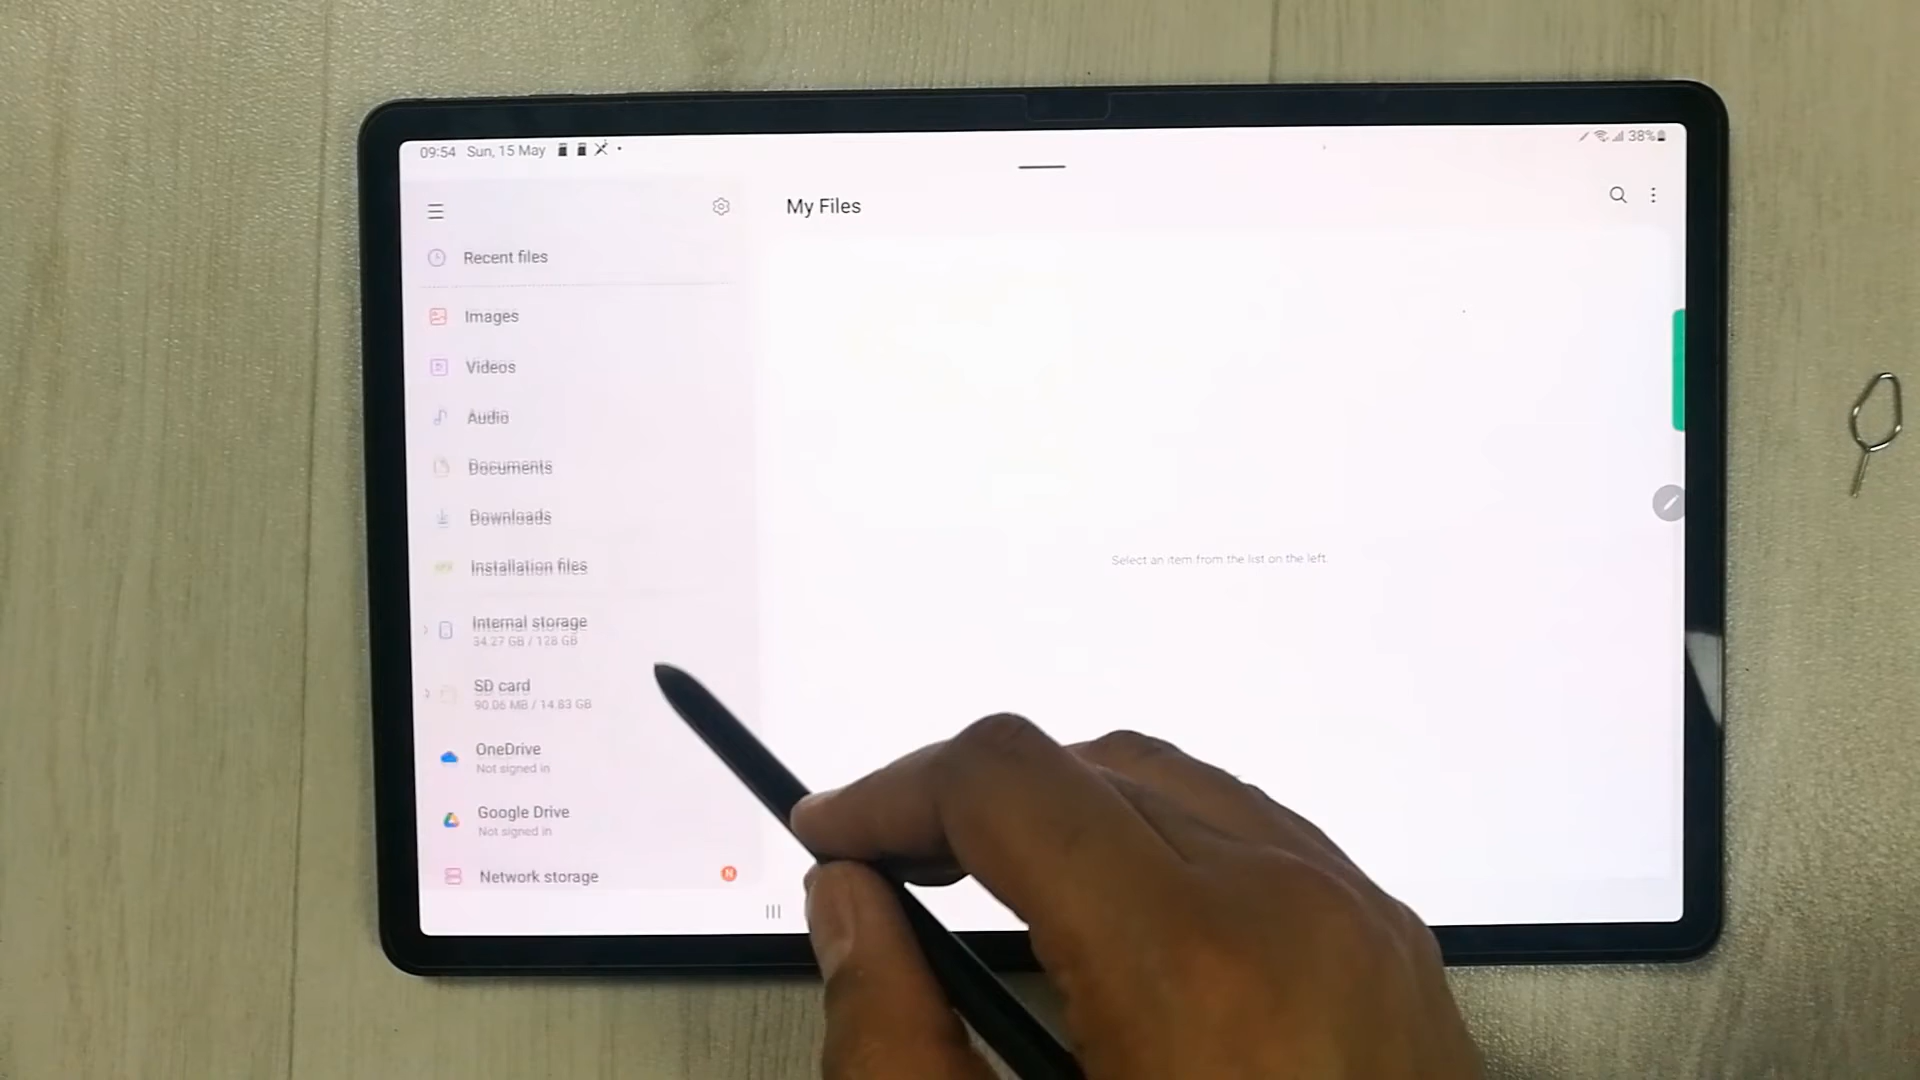 09:54 Sun, 15 May
38%
My Files
Recent files
Images
Videos
Audio
Documents
Downloads
Installation files
Internal storage
34.27 GB / 128 GB
SD card
90.06 MB / 14.83 GB
OneDrive
Not signed in
Google Drive
Not signed in
Network storage
N
Select an item from the list on the left.